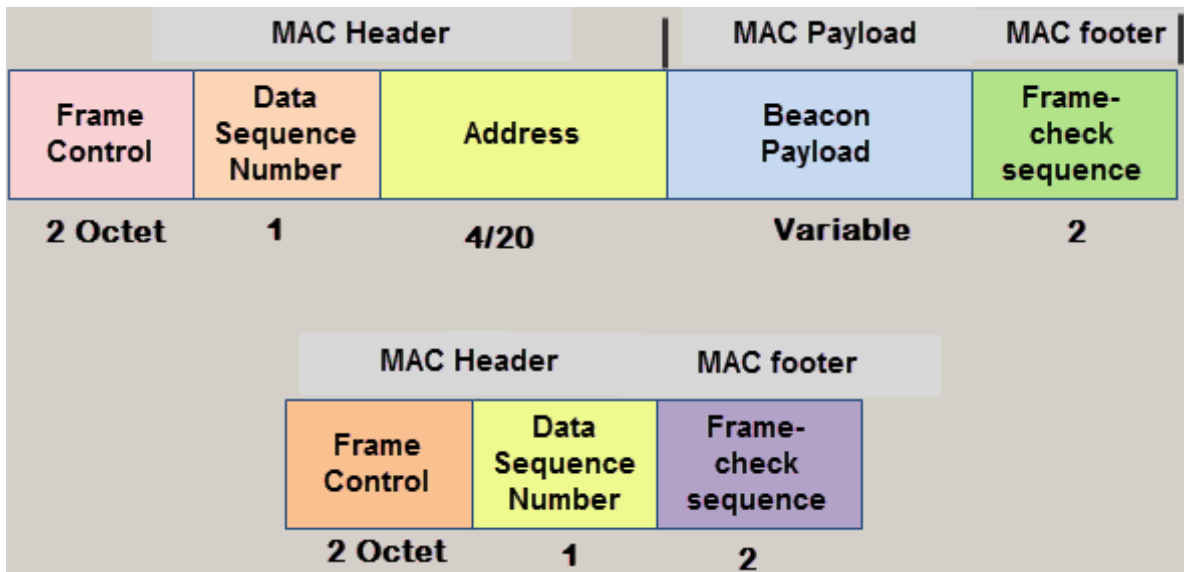 MAC Header MAC Payload MAC footer
Frame Control
Data Sequence Number
Address
Beacon Payload
Frame-check sequence
2 Octet 1 4/20 Variable 2
MAC Header MAC footer
Frame Control
Data Sequence Number
Frame-check sequence
2 Octet 1 2